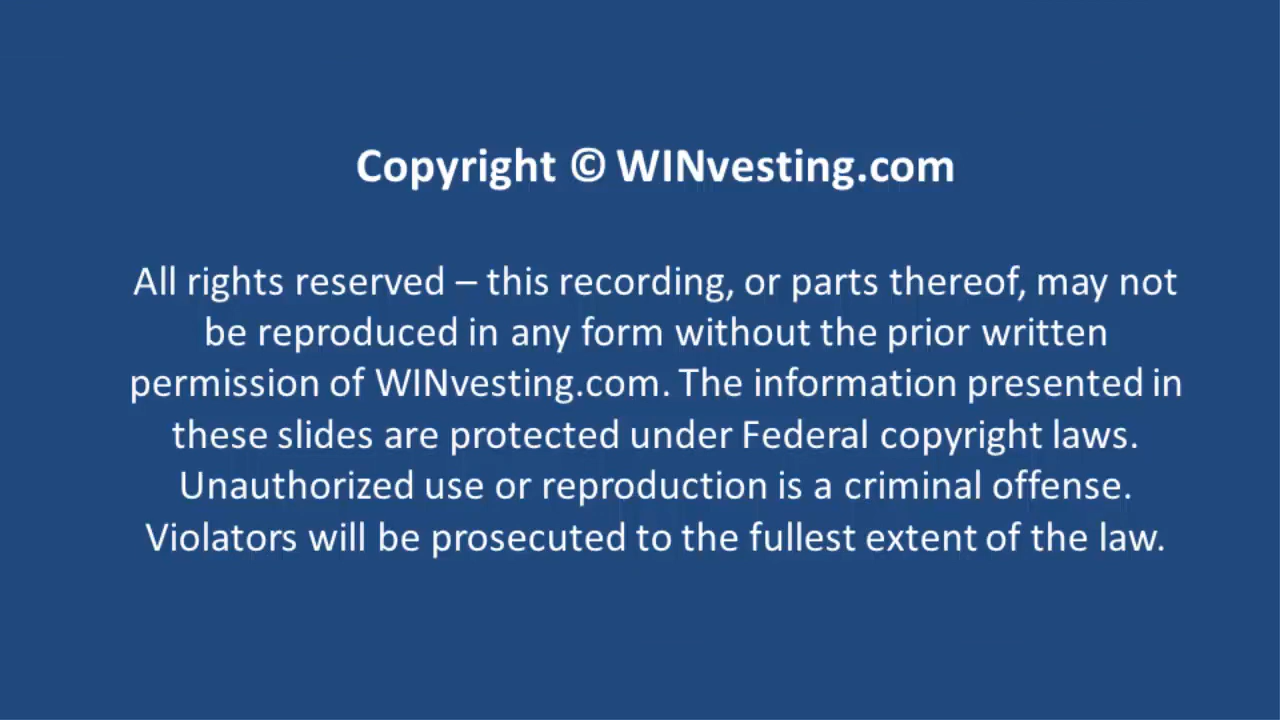 Copyright © WINvesting.com
All rights reserved – this recording, or parts thereof, may not
be reproduced in any form without the prior written
permission of WINvesting.com. The information presented in
these slides are protected under Federal copyright laws.
Unauthorized use or reproduction is a criminal offense.
Violators will be prosecuted to the fullest extent of the law.